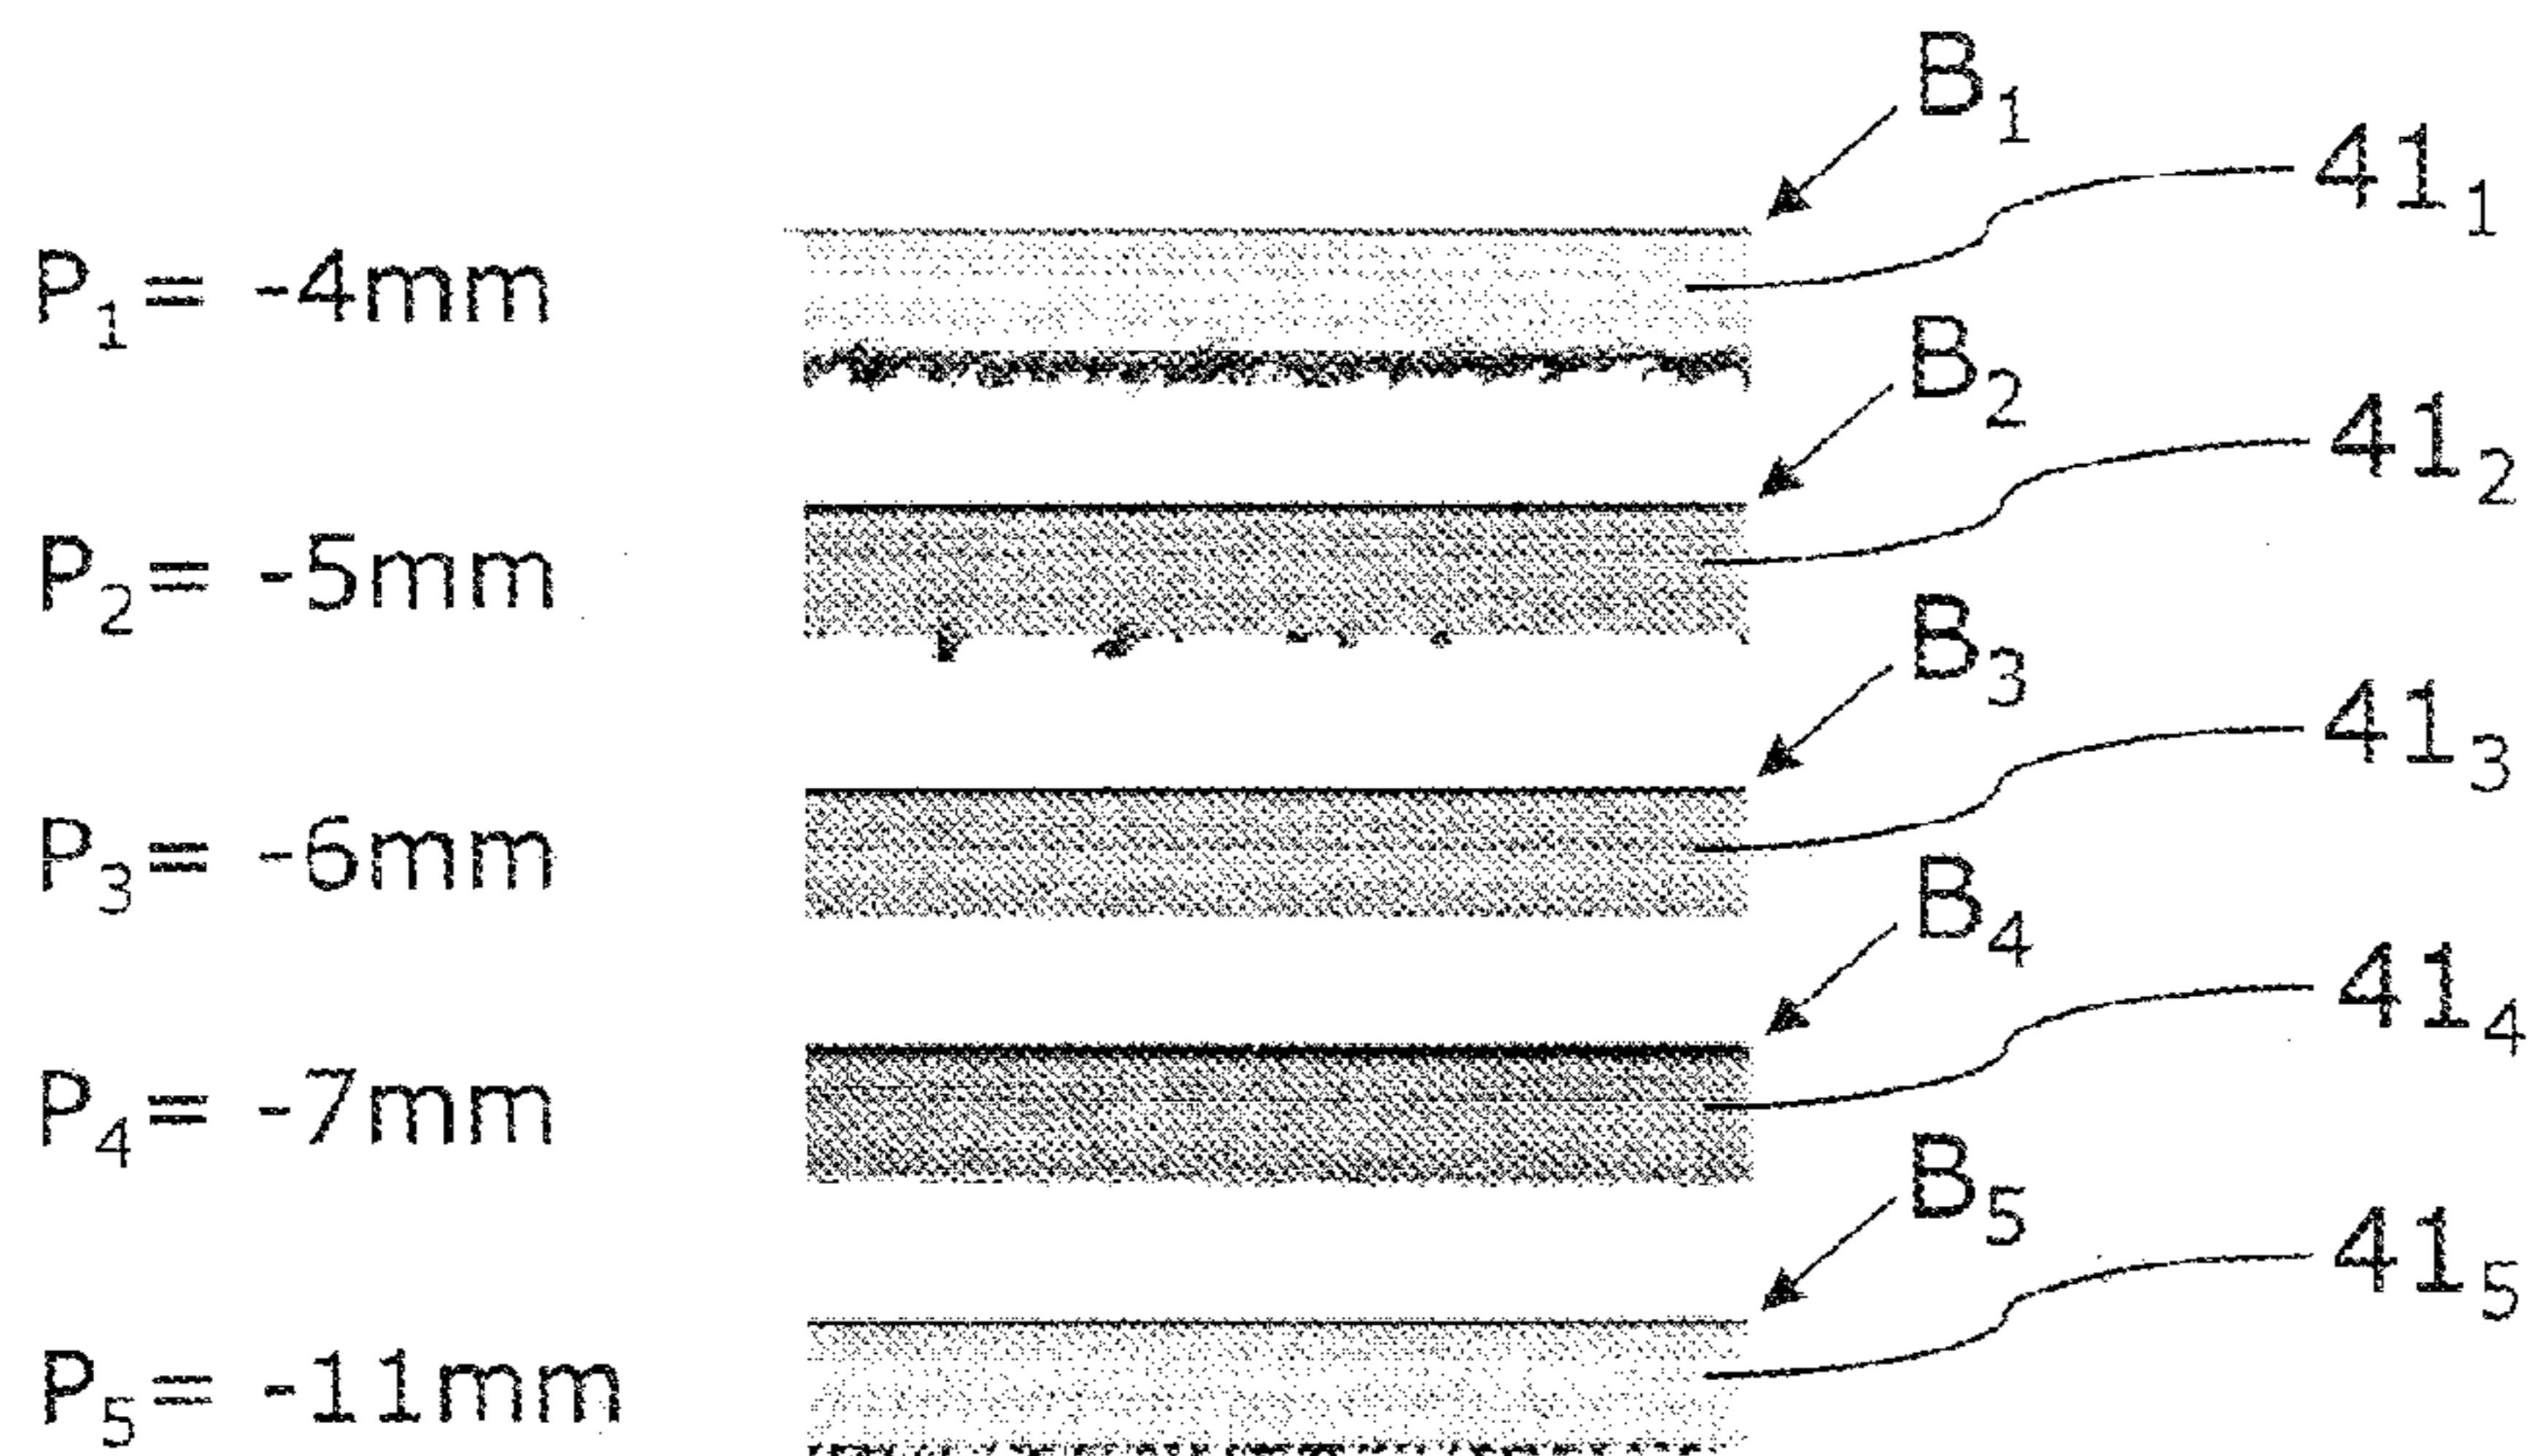 B₁
41₁
P₁= -4mm
B₂
41₂
P₂= -5mm
B₃
41₃
P₃= -6mm
B₄
41₄
P₄= -7mm
B₅
41₅
P₅= -11mm